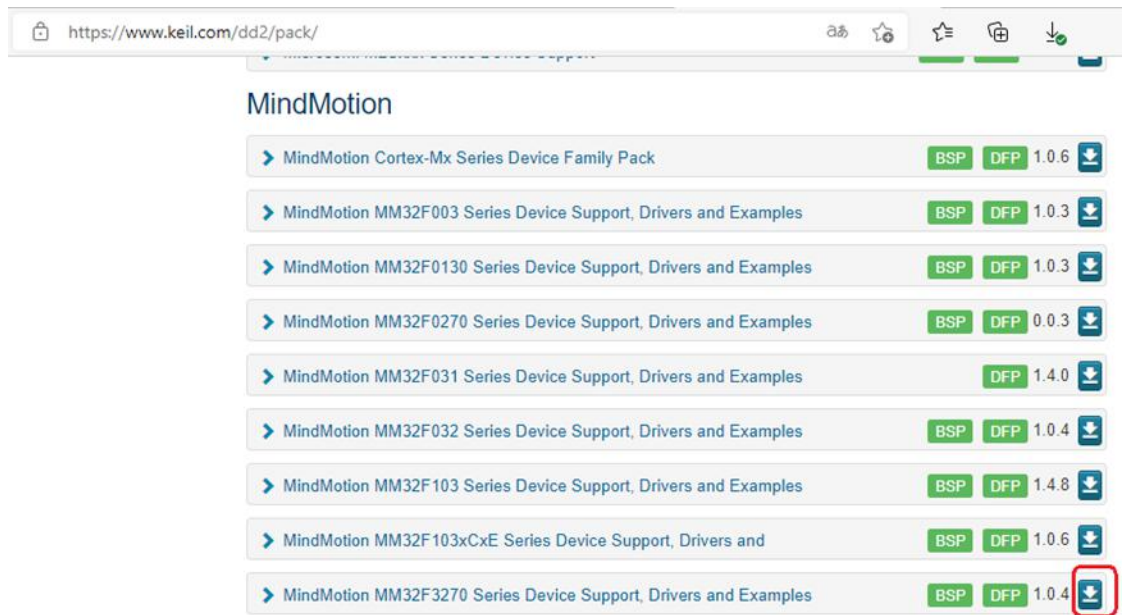 https://www.keil.com/dd2/pack/
MindMotion
MindMotion Cortex-Mx Series Device Family Pack BSP DFP 1.0.6
MindMotion MM32F003 Series Device Support, Drivers and Examples BSP DFP 1.0.3
MindMotion MM32F0130 Series Device Support, Drivers and Examples BSP DFP 1.0.3
MindMotion MM32F0270 Series Device Support, Drivers and Examples BSP DFP 0.0.3
MindMotion MM32F031 Series Device Support, Drivers and Examples DFP 1.4.0
MindMotion MM32F032 Series Device Support, Drivers and Examples BSP DFP 1.0.4
MindMotion MM32F103 Series Device Support, Drivers and Examples BSP DFP 1.4.8
MindMotion MM32F103xCxE Series Device Support, Drivers and BSP DFP 1.0.6
MindMotion MM32F3270 Series Device Support, Drivers and Examples BSP DFP 1.0.4